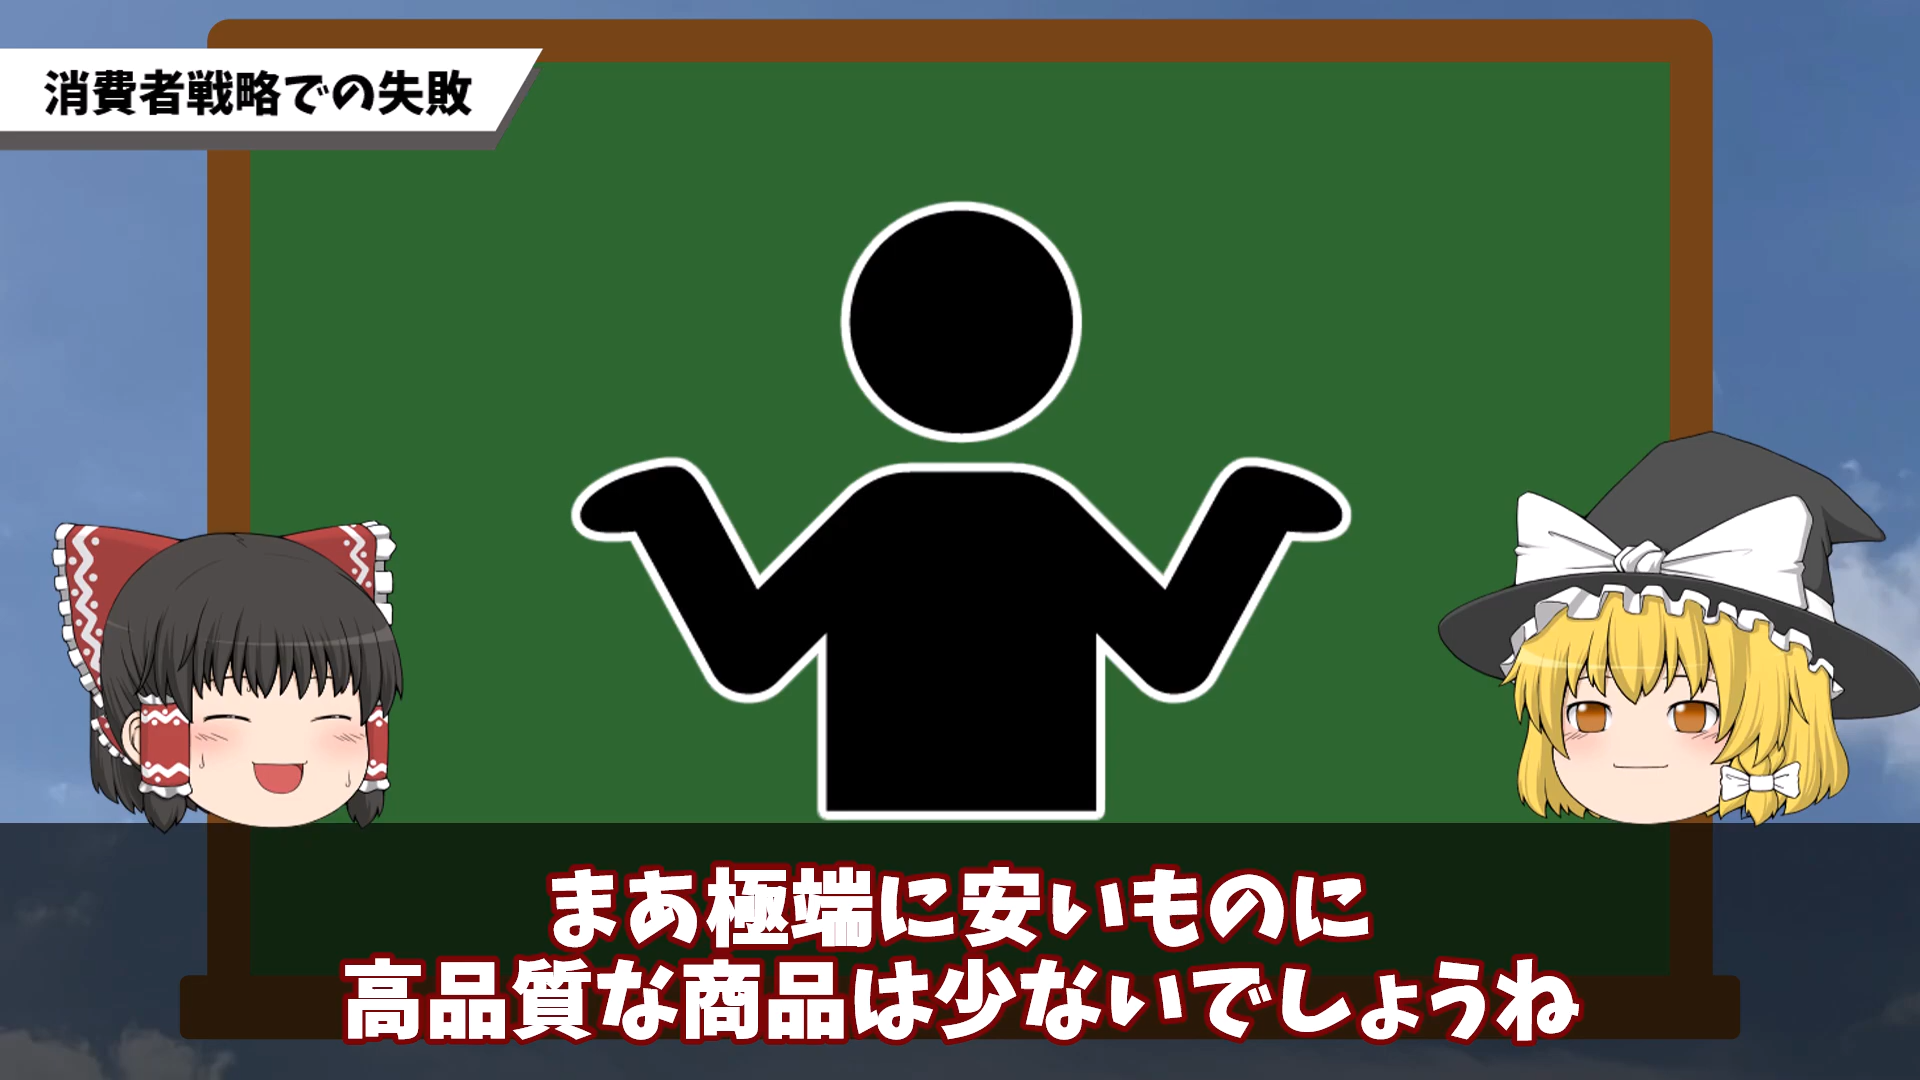 消費者戦略での失敗
まあ極端に安いものに
高品質な商品は少ないでしょうね